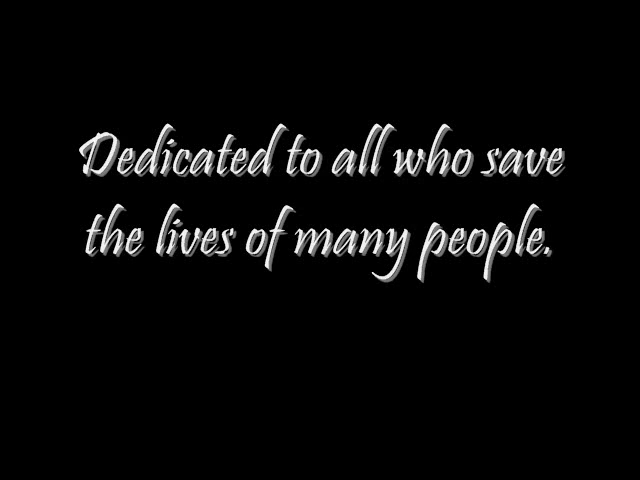 Dedicated to all who save
the lives of many people.